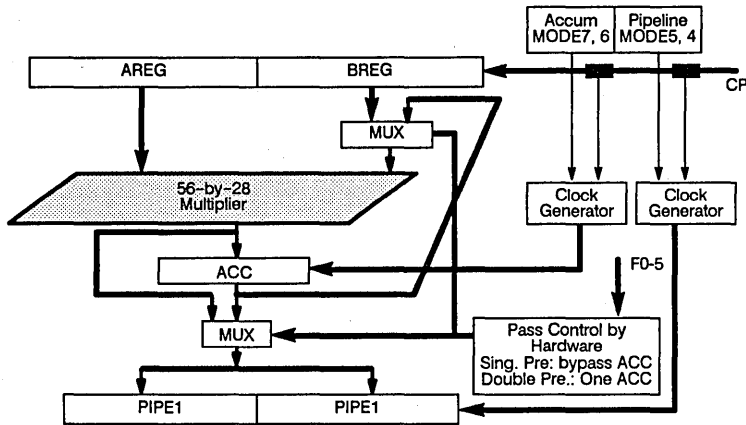 Accum
MODE7, 6
Pipeline
MODE5, 4
AREG
BREG
CP
MUX
56-by-28
Multiplier
Clock
Generator
Clock
Generator
ACC
F0-5
MUX
Pass Control by
Hardware
Sing. Pre: bypass ACC
Double Pre.: One ACC
PIPE1
PIPE1